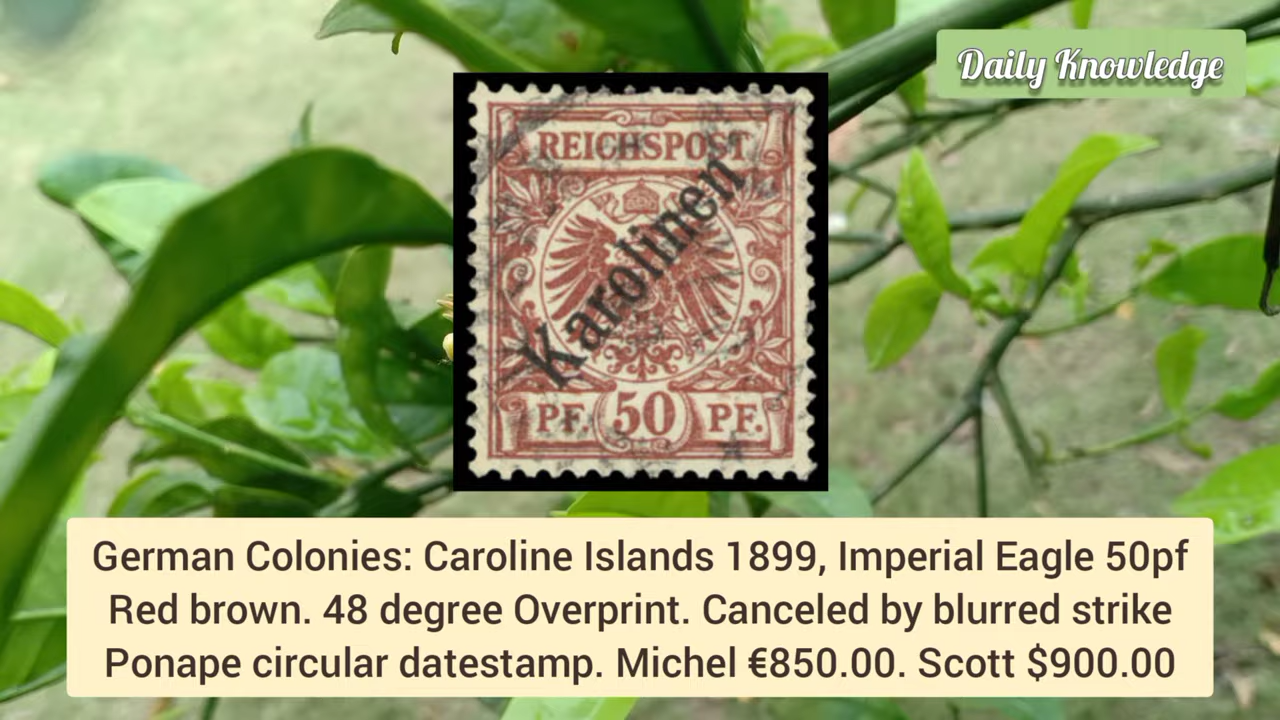 Daily Knowledge
REICHSPOST
Karolinen
PF. 50 PF.
German Colonies: Caroline Islands 1899, Imperial Eagle 50pf
Red brown. 48 degree Overprint. Canceled by blurred strike
Ponape circular datestamp. Michel €850.00. Scott $900.00